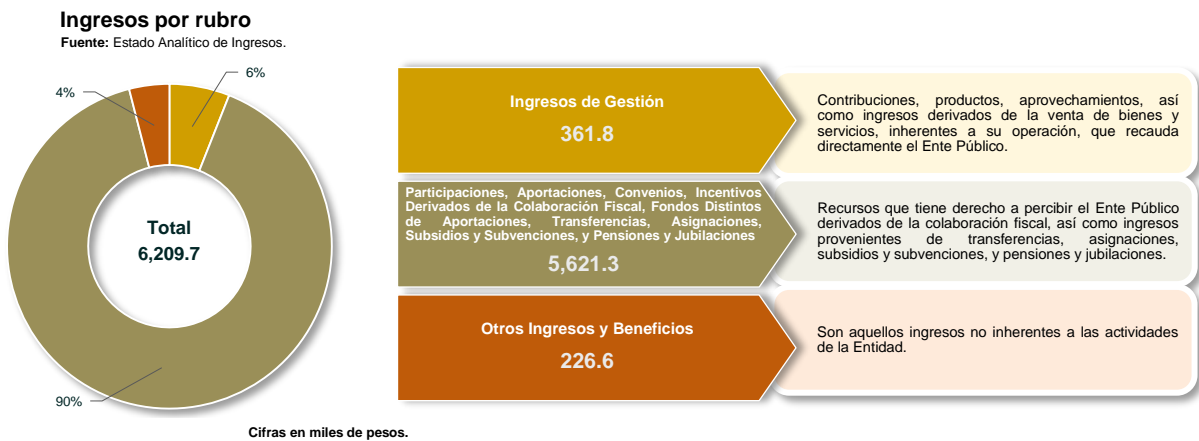 Ingresos por rubro
Fuente: Estado Analítico de Ingresos.
6%
4%
Total
6,209.7
90%
Ingresos de Gestión
361.8
Contribuciones, productos, aprovechamientos, así
como ingresos derivados de la venta de bienes y
servicios, inherentes a su operación, que recauda
directamente el Ente Público.
Participaciones, Aportaciones, Convenios, Incentivos
Derivados de la Colaboración Fiscal, Fondos Distintos
de Aportaciones, Transferencias, Asignaciones,
Subsidios y Subvenciones, y Pensiones y Jubilaciones
5,621.3
Recursos que tiene derecho a percibir el Ente Público
derivados de la colaboración fiscal, así como ingresos
provenientes de transferencias, asignaciones,
subsidios y subvenciones, y pensiones y jubilaciones.
Otros Ingresos y Beneficios
226.6
Son aquellos ingresos no inherentes a las actividades
de la Entidad.
Cifras en miles de pesos.